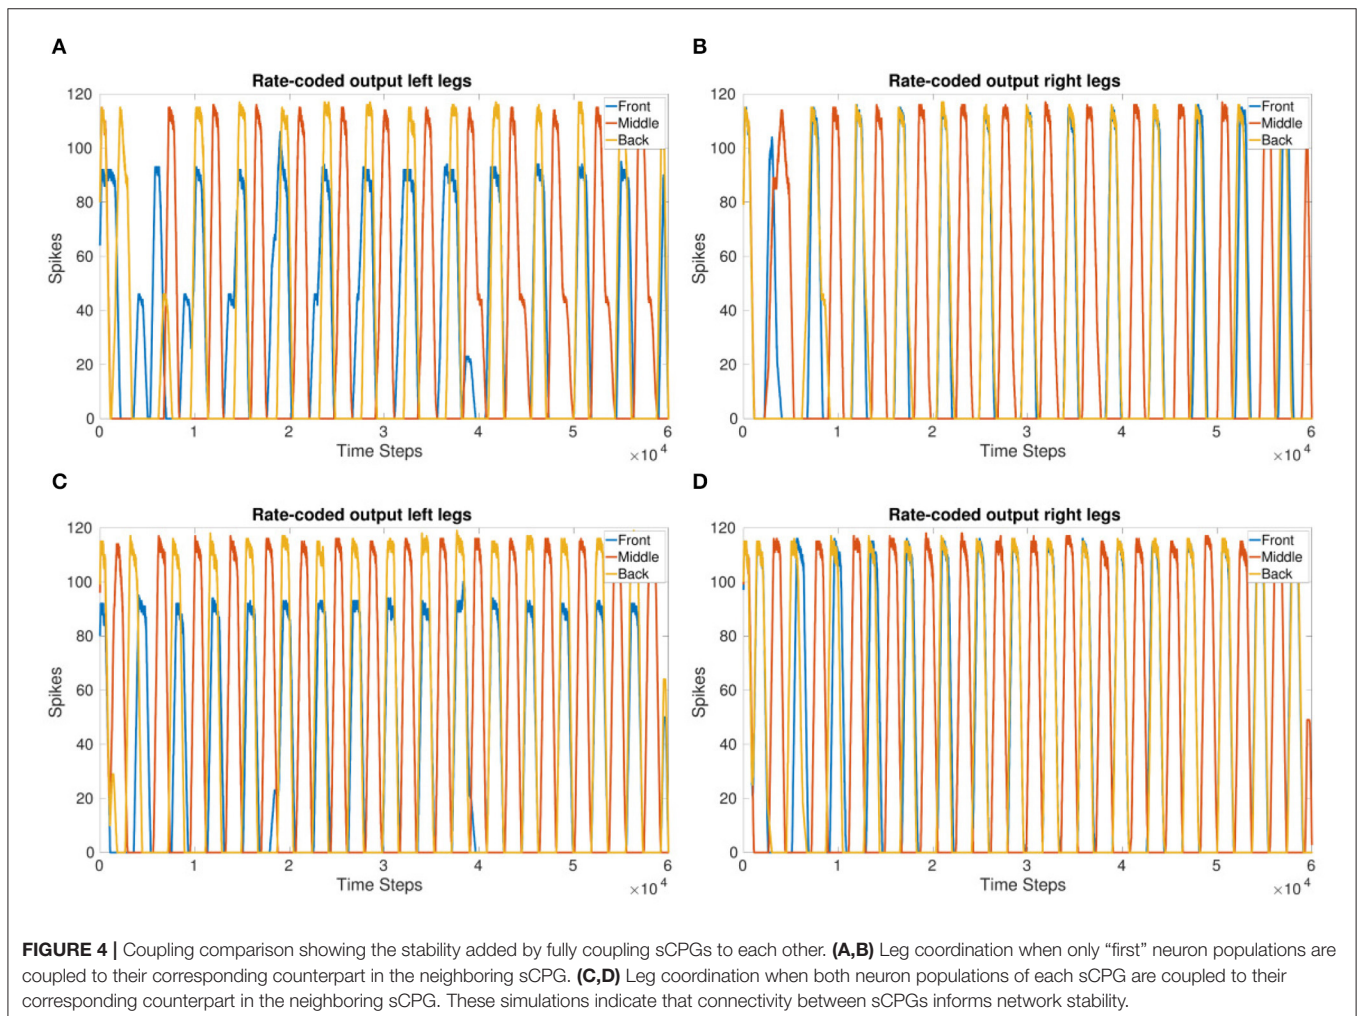 A
Rate-coded output left legs
120
100
80
60
40
20
0
Spikes
Front
Middle
Back
0 1 2 3 4 5 6
Time Steps
×10 4
B
Rate-coded output right legs
120
100
80
60
40
20
0
Spikes
Front
Middle
Back
0 1 2 3 4 5 6
Time Steps
×10 4
C
Rate-coded output left legs
120
100
80
60
40
20
0
Spikes
Front
Middle
Back
0 1 2 3 4 5 6
Time Steps
×10 4
D
Rate-coded output right legs
120
100
80
60
40
20
0
Spikes
Front
Middle
Back
0 1 2 3 4 5 6
Time Steps
×10 4
FIGURE 4 | Coupling comparison showing the stability added by fully coupling sCPGs to each other. (A,B) Leg coordination when only “first” neuron populations are
coupled to their corresponding counterpart in the neighboring sCPG. (C,D) Leg coordination when both neuron populations of each sCPG are coupled to their
corresponding counterpart in the neighboring sCPG. These simulations indicate that connectivity between sCPGs informs network stability.